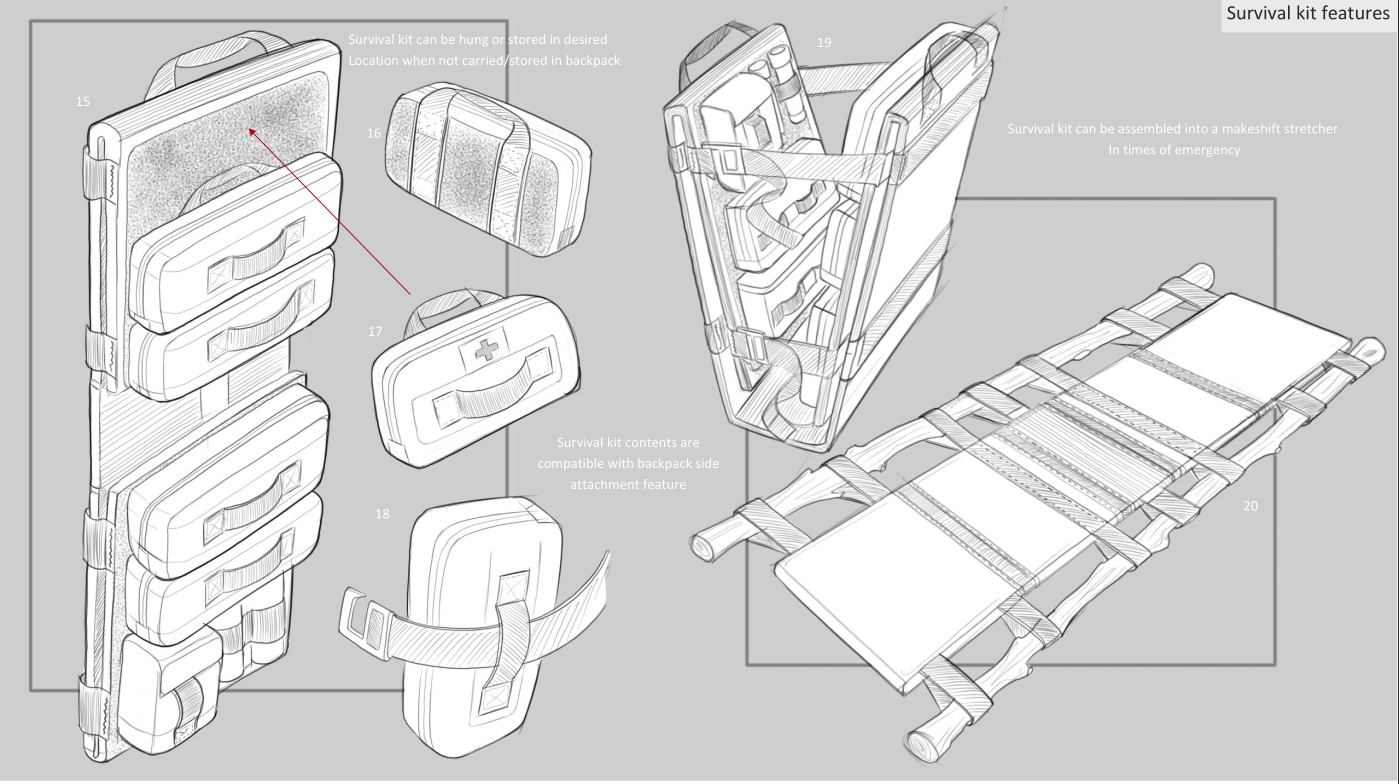 Survival kit features
Survival kit can be hung or stored in desired
Location when not carried/stored in backpack
15
16
17
Survival kit contents are
compatible with backpack side
attachment feature
18
19
Survival kit can be assembled into a makeshift stretcher
In times of emergency
20